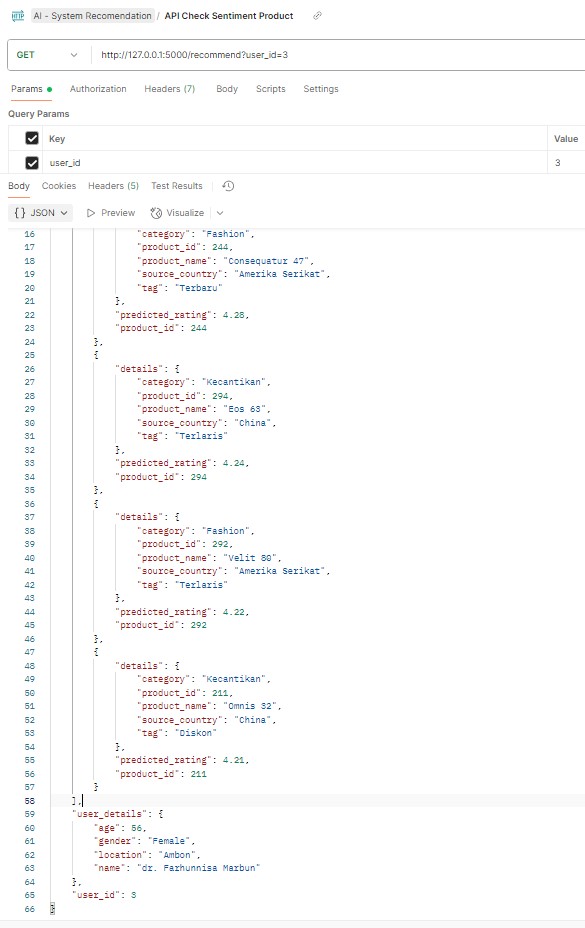 HTTP AI - System Recomendation / API Check Sentiment Product
GET http://127.0.0.1:5000/recommend?user_id=3
Params Authorization Headers (7) Body Scripts Settings
Query Params
Key Value
user_id 3
Body Cookies Headers (5) Test Results
{} JSON Preview Visualize
16 "category": "Fashion",
17 "product_id": 244,
18 "product_name": "Consequatur 47",
19 "source_country": "Amerika Serikat",
20 "tag": "Terbaru"
21 },
22 "predicted_rating": 4.28,
23 "product_id": 244
24 },
25 {
26 "details": {
27 "category": "Kecantikan",
28 "product_id": 294,
29 "product_name": "Eos 63",
30 "source_country": "China",
31 "tag": "Terlaris"
32 },
33 "predicted_rating": 4.24,
34 "product_id": 294
35 },
36 {
37 "details": {
38 "category": "Fashion",
39 "product_id": 292,
40 "product_name": "Velit 80",
41 "source_country": "Amerika Serikat",
42 "tag": "Terlaris"
43 },
44 "predicted_rating": 4.22,
45 "product_id": 292
46 },
47 {
48 "details": {
49 "category": "Kecantikan",
50 "product_id": 211,
51 "product_name": "Omnis 32",
52 "source_country": "China",
53 "tag": "Diskon"
54 },
55 "predicted_rating": 4.21,
56 "product_id": 211
57 }
58 ],
59 "user_details": {
60 "age": 56,
61 "gender": "Female",
62 "location": "Ambon",
63 "name": "dr. Farhunnisa Marbun"
64 },
65 "user_id": 3
66 }